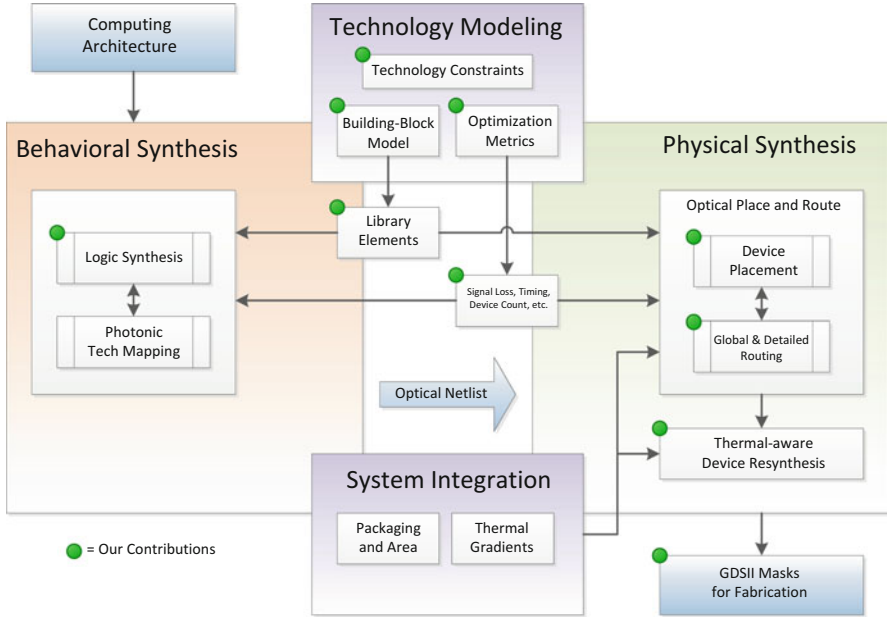 Computing
Architecture
Technology Modeling
Technology Constraints
Building-Block
Model
Optimization
Metrics
Behavioral Synthesis
Physical Synthesis
Library
Elements
Optical Place and Route
Logic Synthesis
Device
Placement
Signal Loss, Timing,
Device Count, etc.
Photonic
Tech Mapping
Global & Detailed
Routing
Optical Netlist
Thermal-aware
Device Resynthesis
System Integration
Packaging
and Area
Thermal
Gradients
= Our Contributions
GDSII Masks
for Fabrication